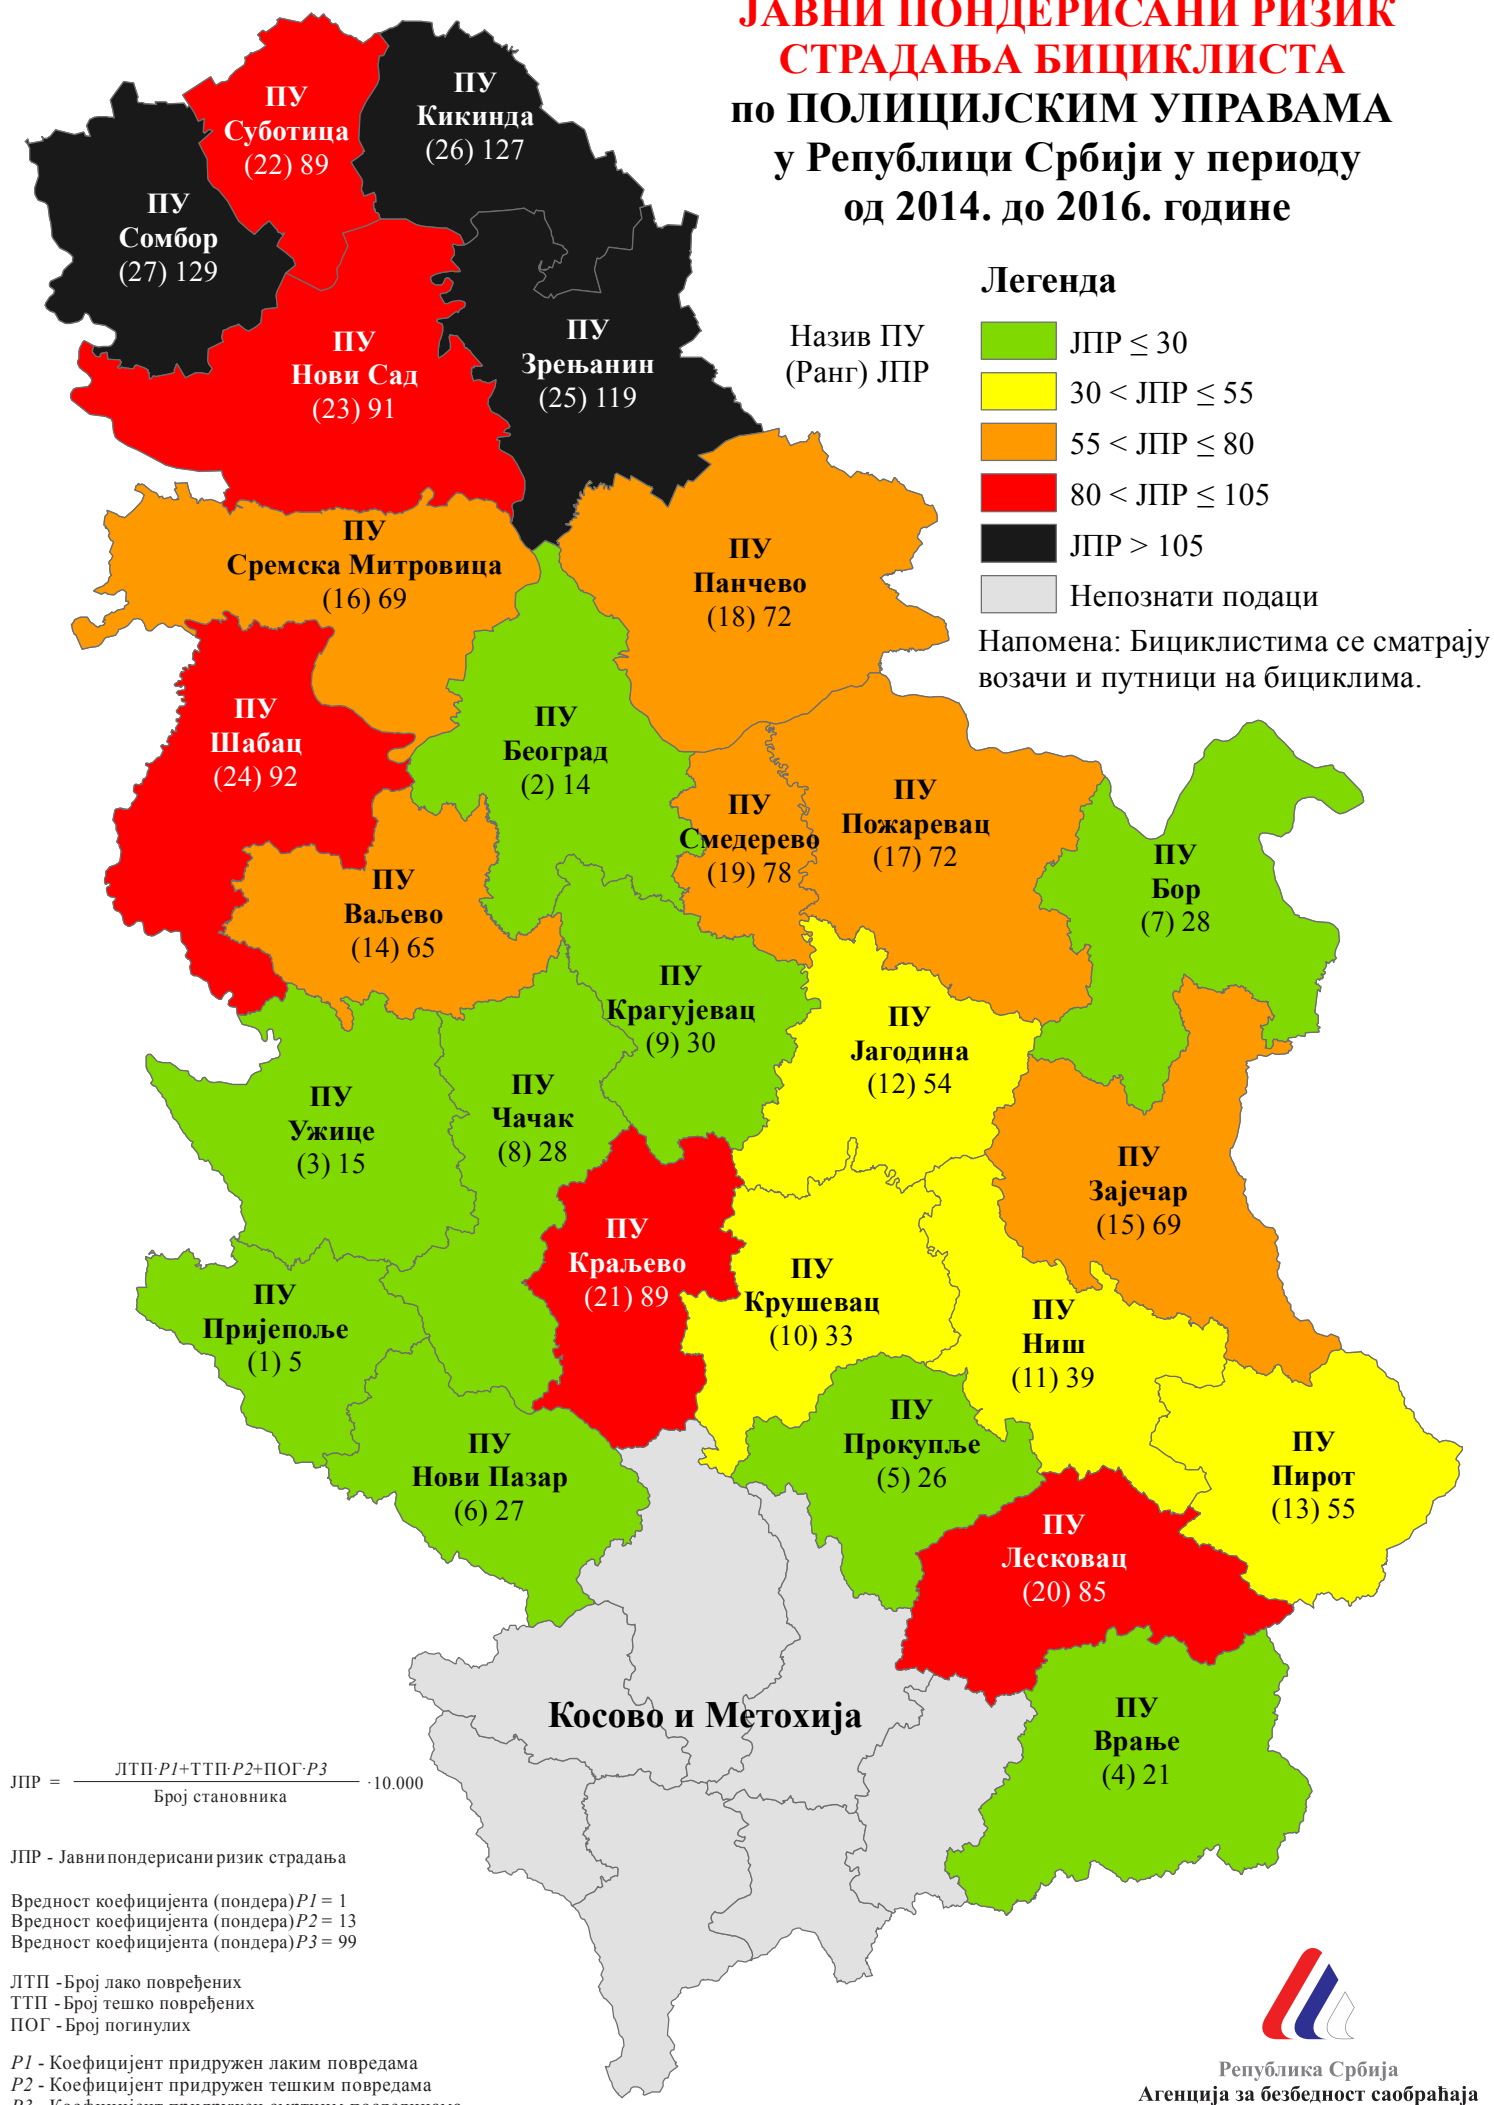 ЈАВНИ ПОНДЕРИСАНИ РИЗИК
СТРАДАЊА БИЦИКЛИСТА
по ПОЛИЦИЈСКИМ УПРАВАМА
у Републици Србији у периоду
од 2014. до 2016. године
Легенда
Назив ПУ
(Ранг) ЈПР
ЈПР ≤ 30
30 < ЈПР ≤ 55
55 < ЈПР ≤ 80
80 < ЈПР ≤ 105
ЈПР > 105
Непознати подаци
Напомена: Бициклистима се сматрају
возачи и путници на бициклима.
ПУ
Суботица
(22) 89
ПУ
Кикинда
(26) 127
ПУ
Сомбор
(27) 129
ПУ
Нови Сад
(23) 91
ПУ
Зрењанин
(25) 119
ПУ
Сремска Митровица
(16) 69
ПУ
Панчево
(18) 72
ПУ
Шабац
(24) 92
ПУ
Београд
(2) 14
ПУ
Смедерево
(19) 78
ПУ
Пожаревац
(17) 72
ПУ
Бор
(7) 28
ПУ
Ваљево
(14) 65
ПУ
Крагујевац
(9) 30
ПУ
Јагодина
(12) 54
ПУ
Ужице
(3) 15
ПУ
Чачак
(8) 28
ПУ
Зајечар
(15) 69
ПУ
Краљево
(21) 89
ПУ
Крушевац
(10) 33
ПУ
Ниш
(11) 39
ПУ
Пријепоље
(1) 5
ПУ
Нови Пазар
(6) 27
ПУ
Прокупље
(5) 26
ПУ
Пирот
(13) 55
ПУ
Лесковац
(20) 85
ПУ
Врање
(4) 21
Косово и Метохија
ЈПР = ЛТП·P1+ТТП·P2+ПОГ·P3 ·10.000
Број становника
ЈПР - Јавни пондерисани ризик страдања
Вредност коефицијента (пондера) P1 = 1
Вредност коефицијента (пондера) P2 = 13
Вредност коефицијента (пондера) P3 = 99
ЛТП - Број лако повређених
ТТП - Број тешко повређених
ПОГ - Број погинулих
P1 - Коефицијент придружен лаким повредама
P2 - Коефицијент придружен тешким повредама
Република Србија
Агенција за безбедност саобраћаја